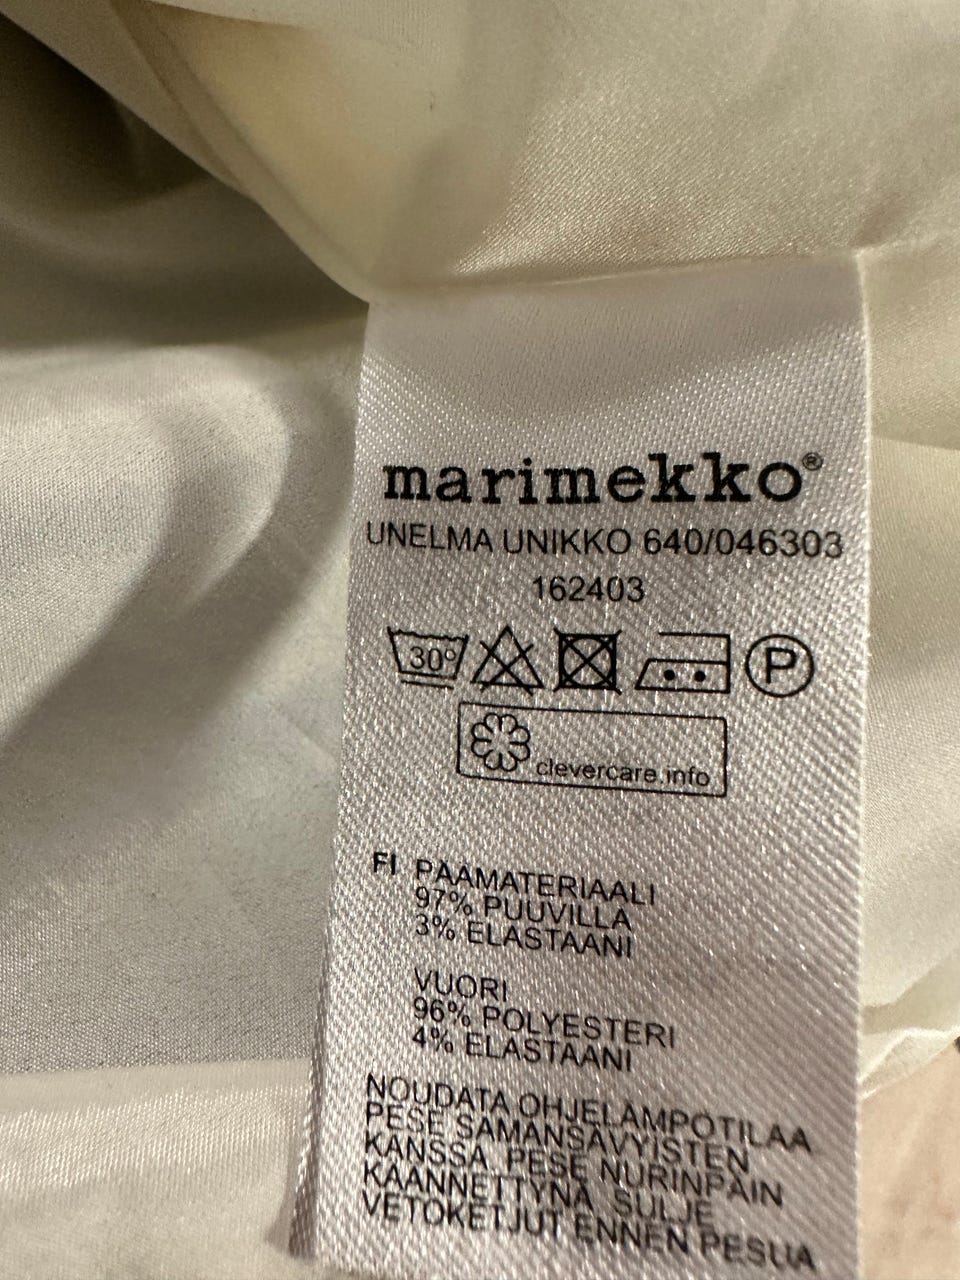 marimekko®
UNELMA UNIKKO 640/046303
162403
30°
P
clevercare.info
FI PÄÄMATERIAALI
97% PUUVILLA
3% ELASTAANI
VUORI
96% POLYESTERI
4% ELASTAANI
NOUDATA OHJELÄMPÖTILAA
PESE SAMANSÄVYISTEN
KANSSA, PESE NURINPÄIN
KÄÄNNETTYNÄ, SULJE
VETOKETJUT ENNEN PESUA